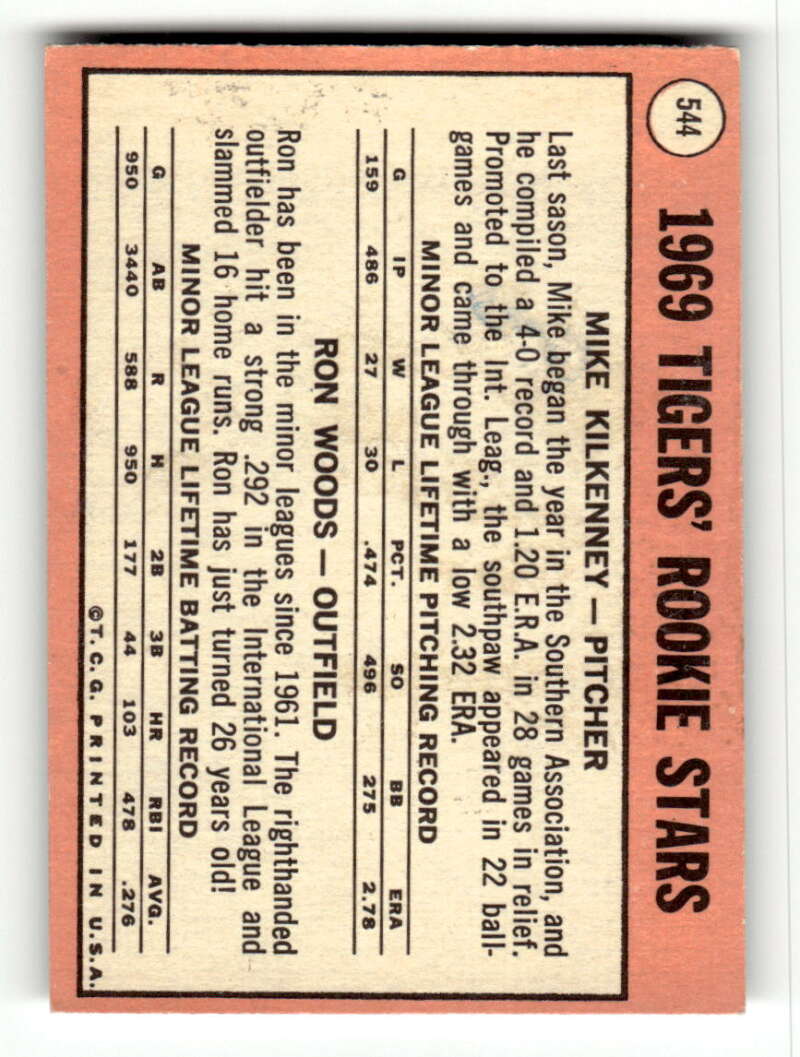 544
1969 TIGERS' ROOKIE STARS
MIKE KILKENNEY — PITCHER
Last sason, Mike began the year in the Southern Association, and
he compiled a 4-0 record and 1.20 E.R.A. in 28 games in relief.
Promoted to the Int. Leag., the southpaw appeared in 22 ball-
games and came through with a low 2.32 ERA.
MINOR LEAGUE LIFETIME PITCHING RECORD
G IP W L PCT. SO BB ERA
159 486 27 30 .474 496 275 2.78
RON WOODS — OUTFIELD
Ron has been in the minor leagues since 1961. The righthanded
outfielder hit a strong .292 in the International League and
slammed 16 home runs. Ron has just turned 26 years old!
MINOR LEAGUE LIFETIME BATTING RECORD
G AB R H 2B 3B HR RBI AVG.
950 3440 588 950 177 44 103 478 .276
©T.C.G. PRINTED IN U.S.A.